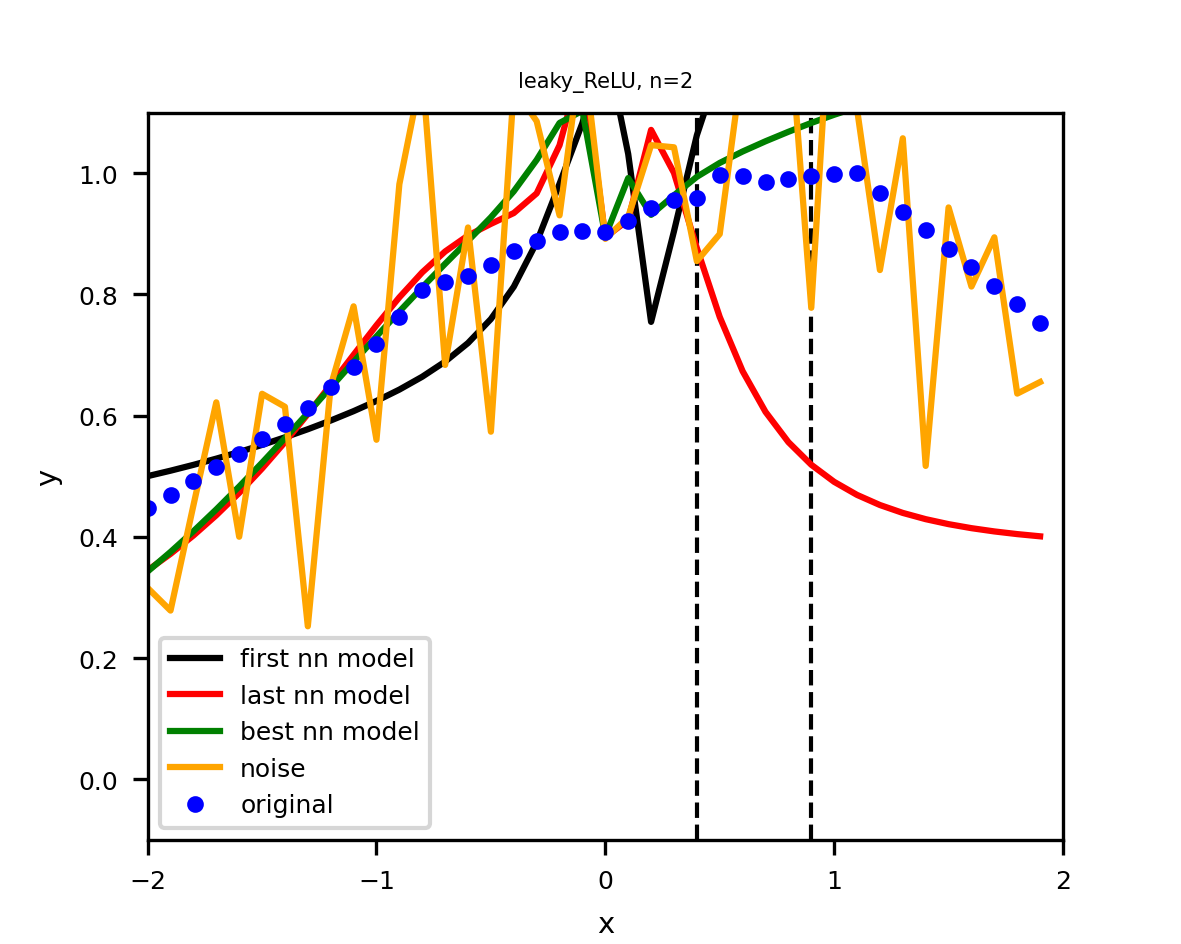 leaky_ReLU, n=2
1.0
0.8
0.6
0.4
0.2
0.0
y
first nn model
last nn model
best nn model
noise
original
−2
−1
0
1
2
x